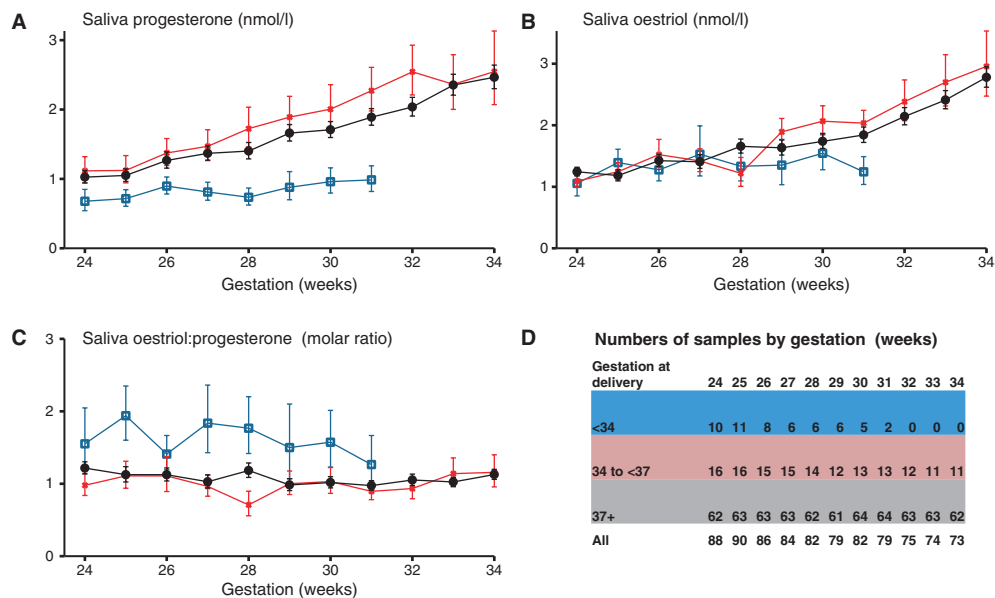 A Saliva progesterone (nmol/l)
3
2
1
0
24 26 28 30 32 34
Gestation (weeks)
B Saliva oestriol (nmol/l)
3
2
1
0
24 26 28 30 32 34
Gestation (weeks)
C Saliva oestriol:progesterone (molar ratio)
3
2
1
0
24 26 28 30 32 34
Gestation (weeks)
D Numbers of samples by gestation (weeks)
Gestation at
delivery 24 25 26 27 28 29 30 31 32 33 34
<34 10 11 8 6 6 6 5 2 0 0 0
34 to <37 16 16 15 15 14 12 13 13 12 11 11
37+ 62 63 63 63 62 61 64 64 63 63 62
All 88 90 86 84 82 79 82 79 75 74 73